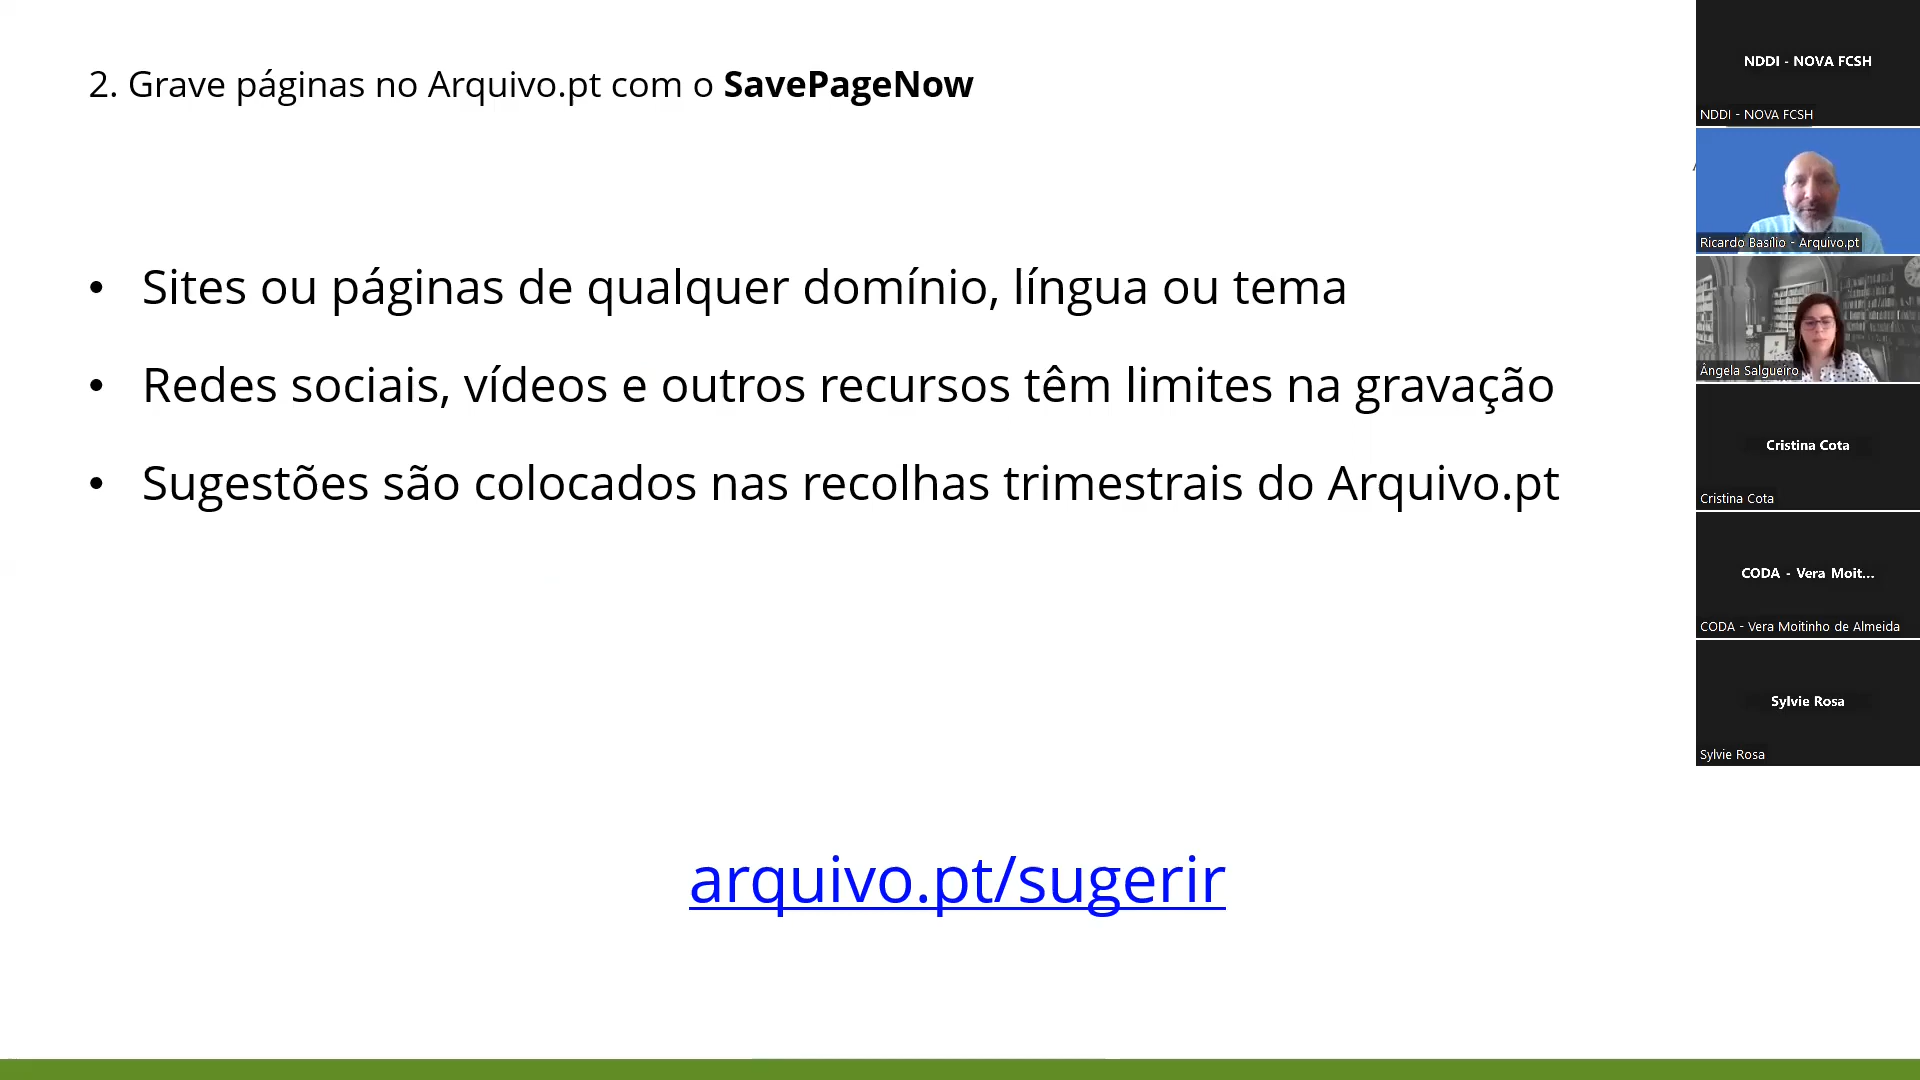 2. Grave páginas no Arquivo.pt com o SavePageNow
• Sites ou páginas de qualquer domínio, língua ou tema
• Redes sociais, vídeos e outros recursos têm limites na gravação
• Sugestões são colocados nas recolhas trimestrais do Arquivo.pt
arquivo.pt/sugerir
NDDI - NOVA FCSH
NDDI - NOVA FCSH
Ricardo Basílio - Arquivo.pt
Ângela Salgueiro
Cristina Cota
Cristina Cota
CODA - Vera Moit...
CODA - Vera Moitinho de Almeida
Sylvie Rosa
Sylvie Rosa